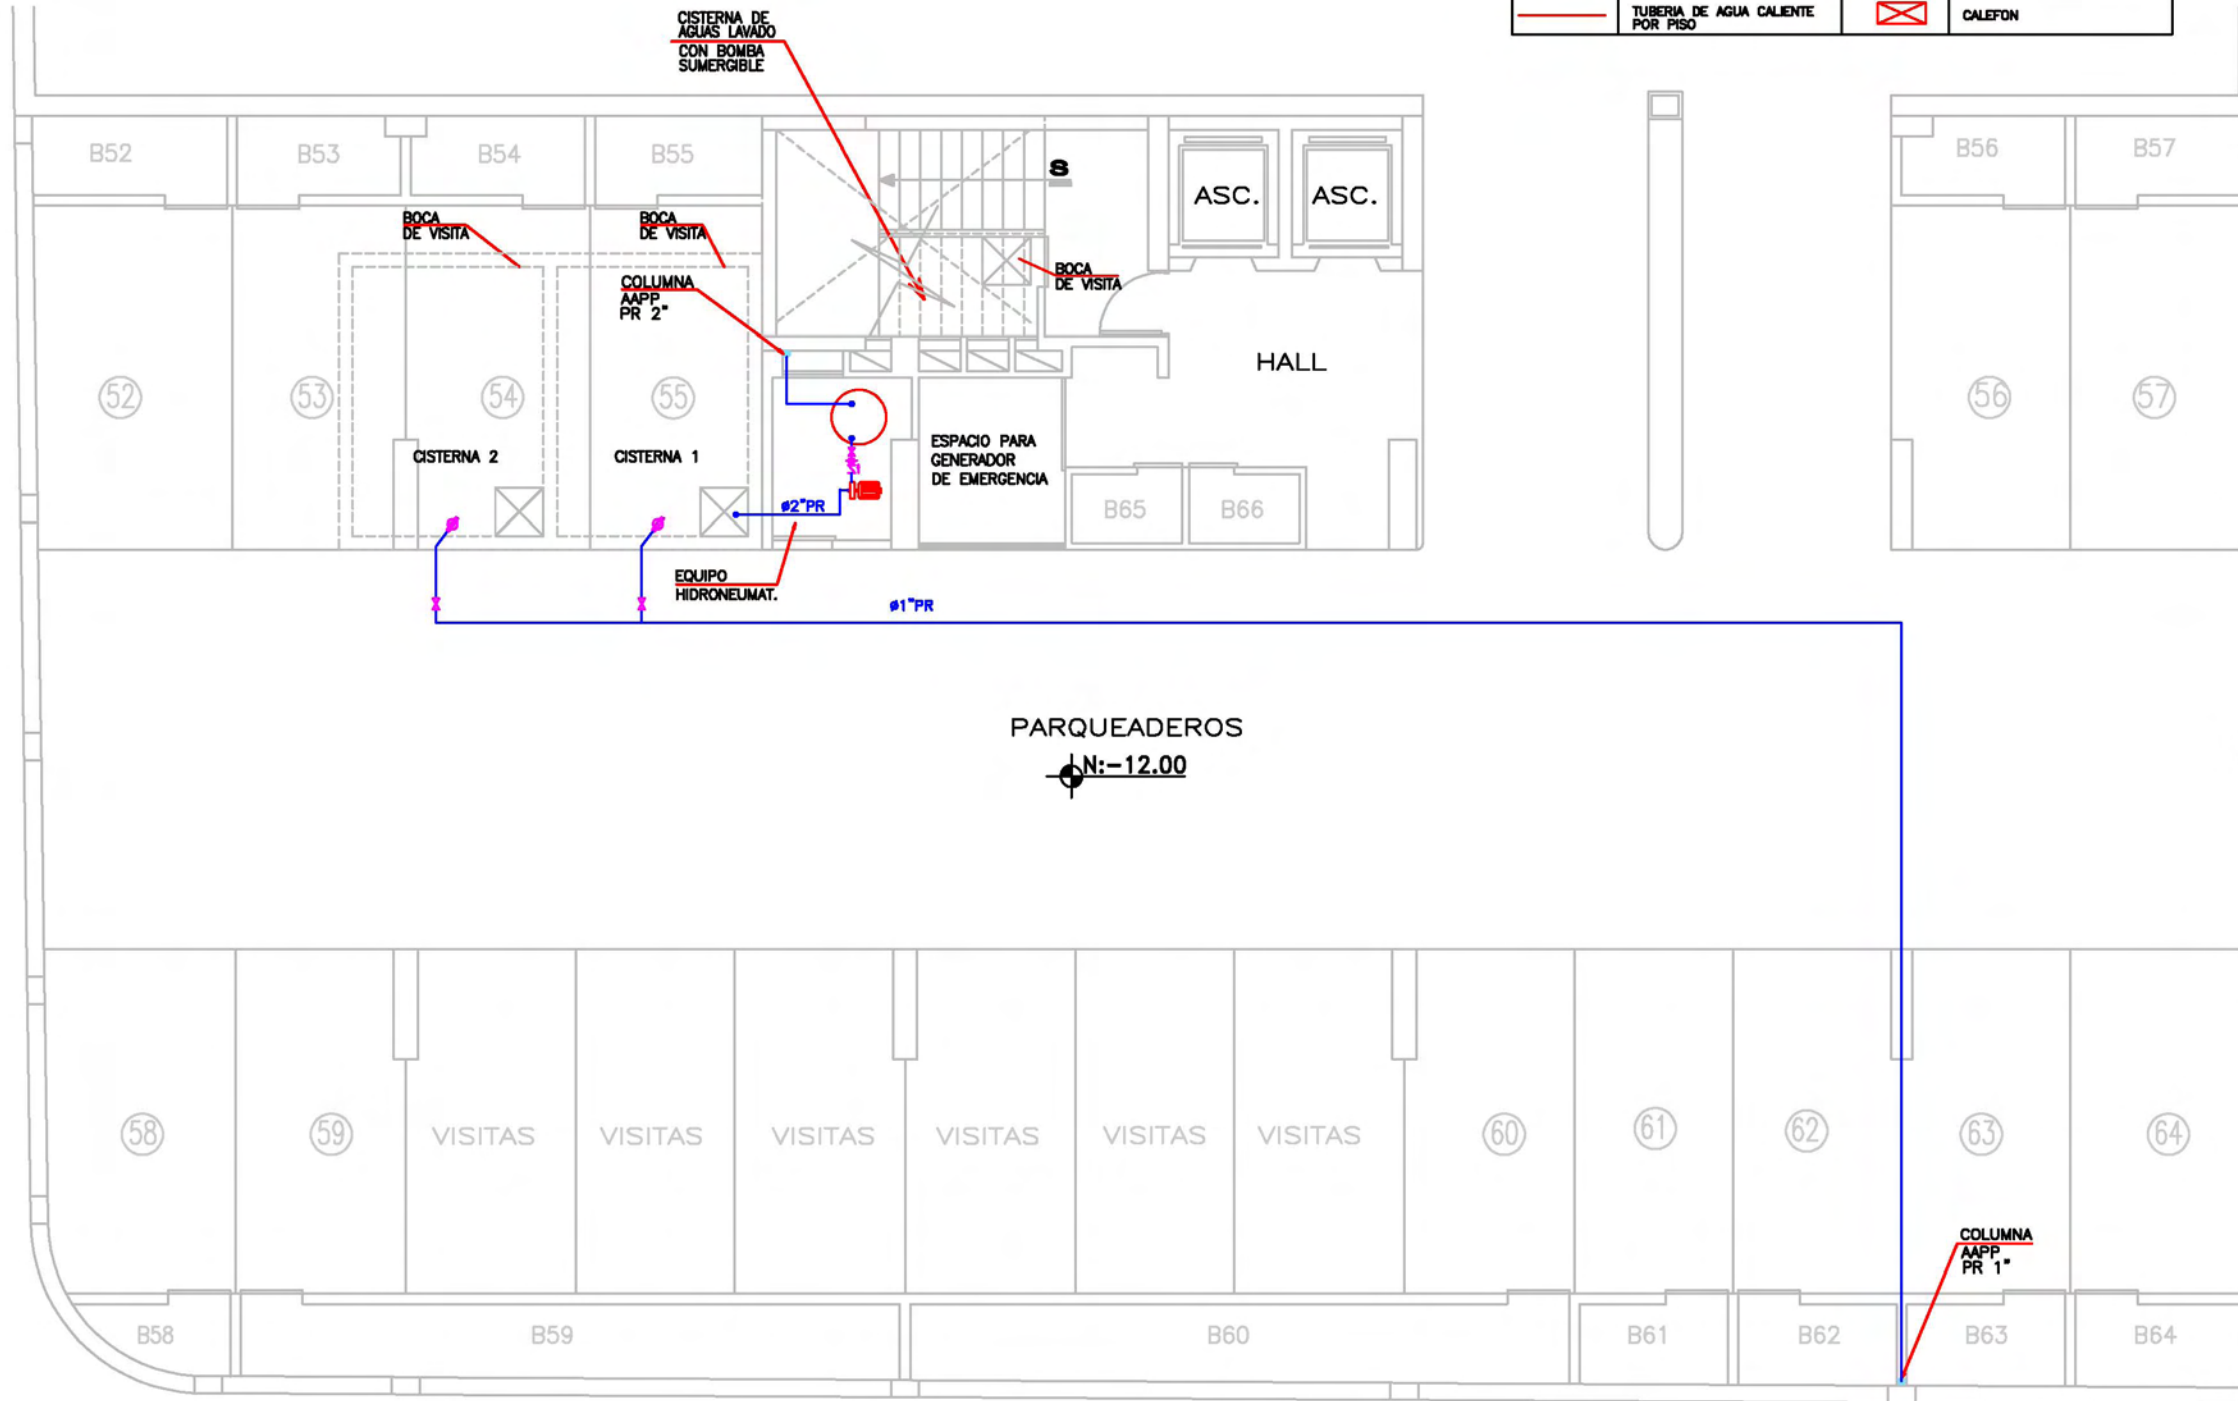 CISTERNA DE
AGUAS LAVADO
CON BOMBA
SUMERGIBLE
TUBERIA DE AGUA CALIENTE
POR PISO
CALEFON
B52
B53
B54
B55
S
ASC.
ASC.
B56
B57
BOCA
DE VISITA
BOCA
DE VISITA
BOCA
DE VISITA
COLUMNA
AAPP
PR 2"
HALL
52
53
54
55
56
57
CISTERNA 2
CISTERNA 1
ESPACIO PARA
GENERADOR
DE EMERGENCIA
ø2"PR
B65
B66
EQUIPO
HIDRONEUMAT.
ø1"PR
PARQUEADEROS
N:-12.00
58
59
VISITAS
VISITAS
VISITAS
VISITAS
VISITAS
VISITAS
60
61
62
63
64
COLUMNA
AAPP
PR 1"
B58
B59
B60
B61
B62
B63
B64